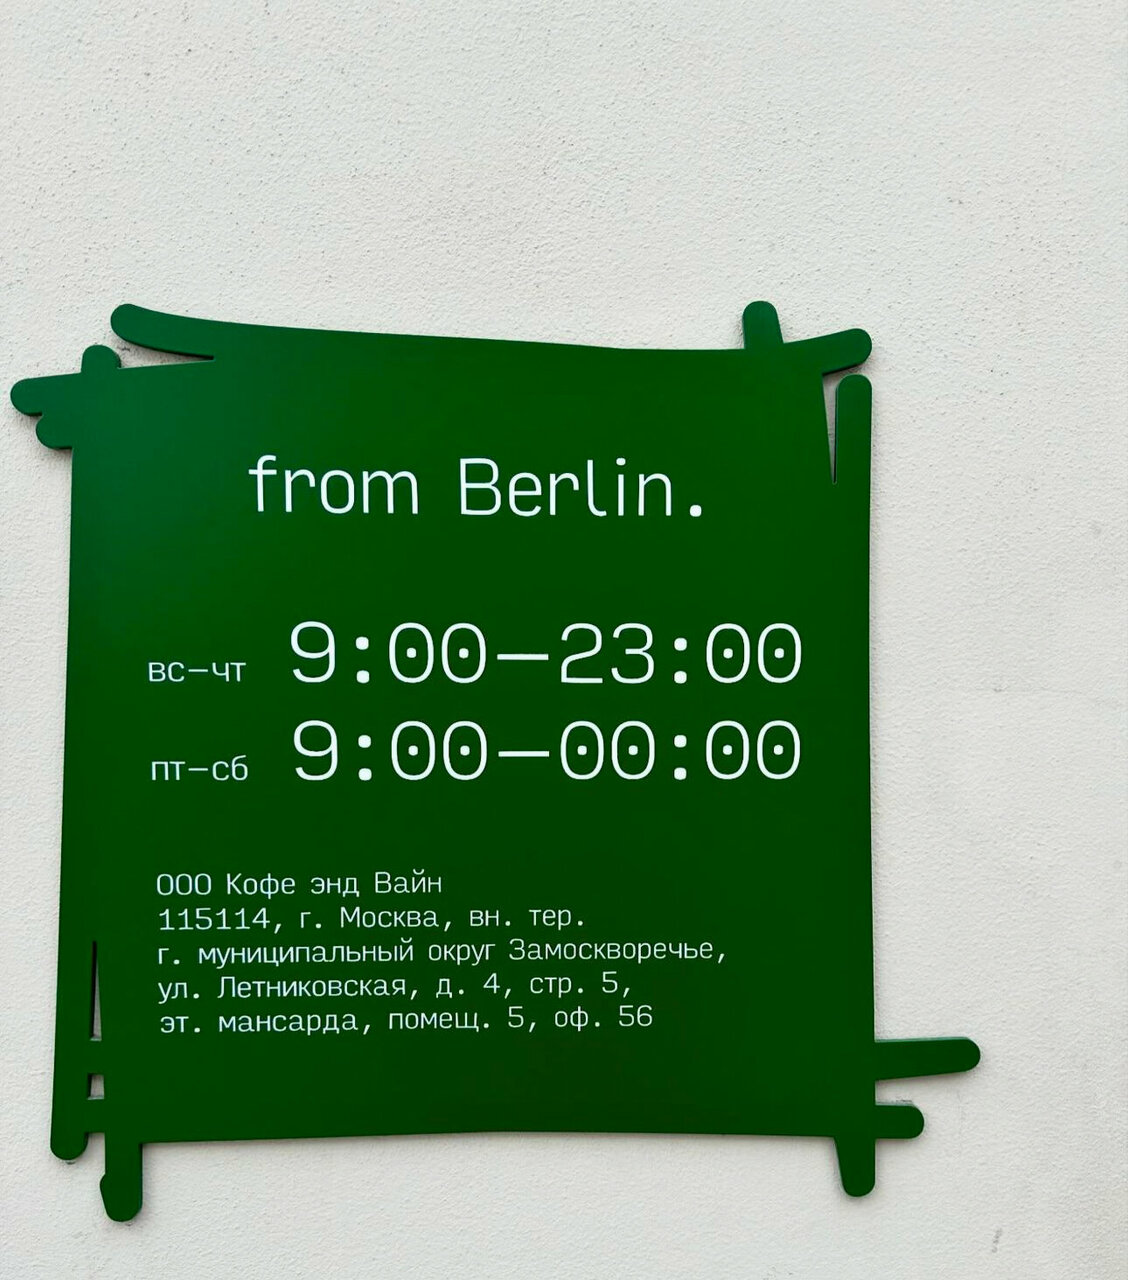 from Berlin.
вс—чт 9:00—23:00
пт—сб 9:00—00:00
ООО Кофе энд Вайн
115114, г. Москва, вн. тер.
г. муниципальный округ Замоскворечье,
ул. Летниковская, д. 4, стр. 5,
эт. мансарда, помещ. 5, оф. 56